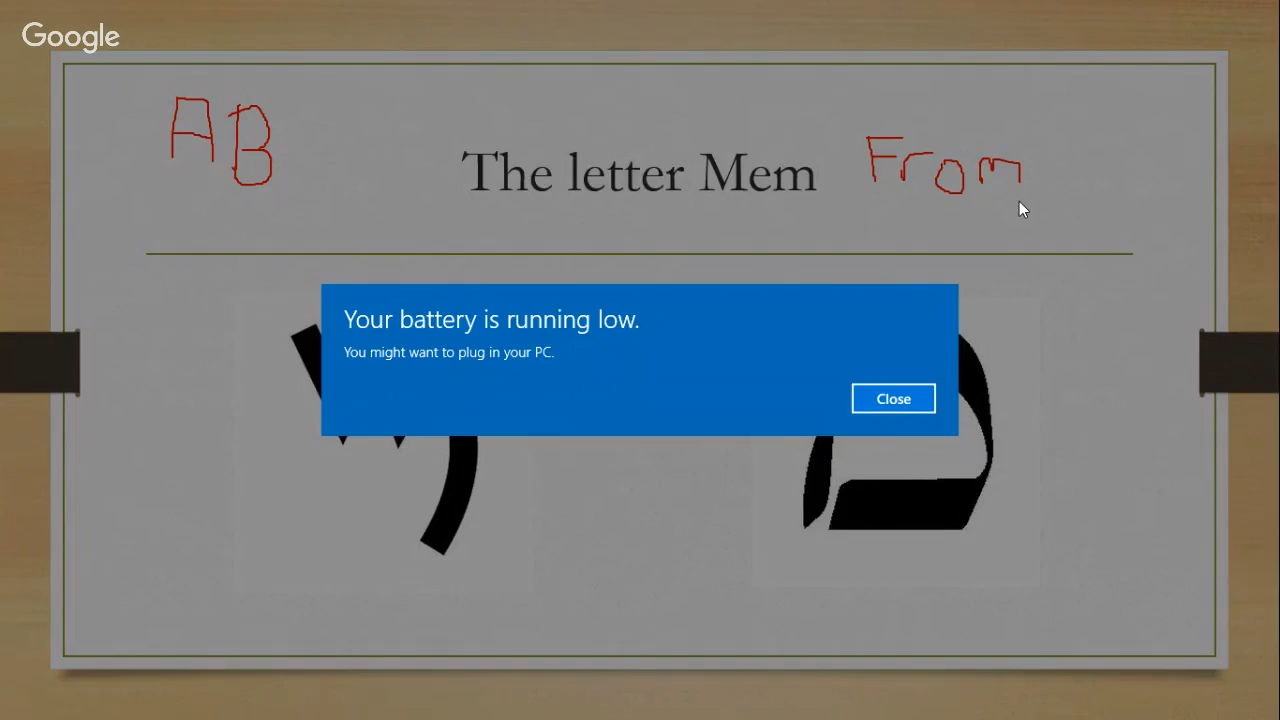 Google
AB
The letter Mem From
Your battery is running low.
You might want to plug in your PC.
Close
מ